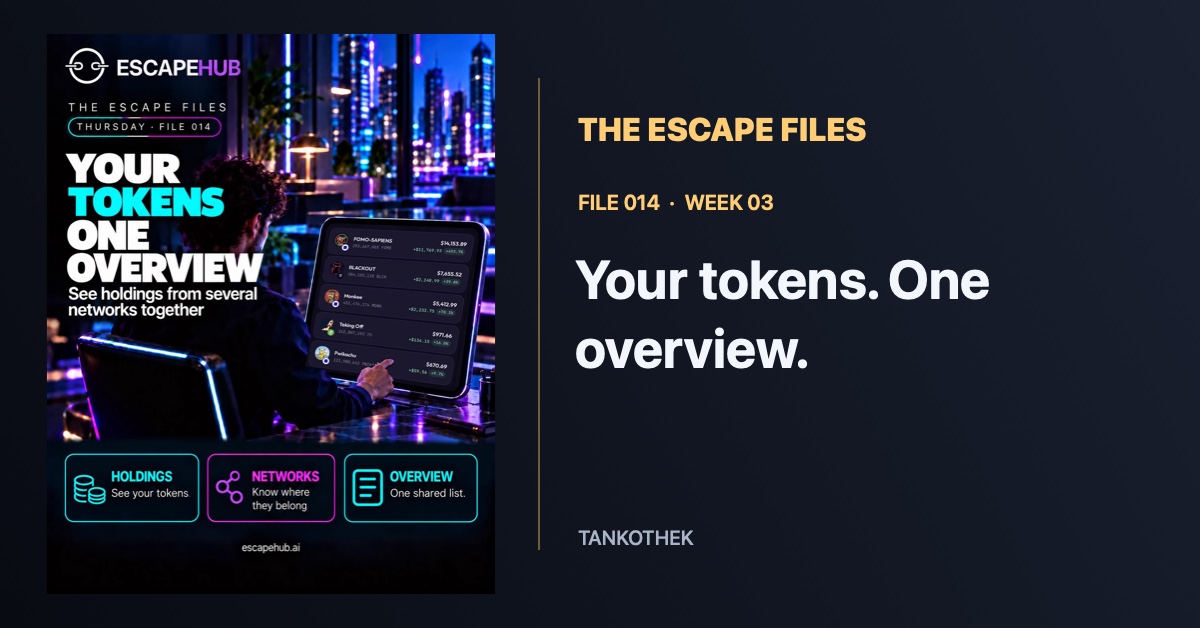 ESCAPEHUB
THE ESCAPE FILES
THURSDAY · FILE 014
YOUR
TOKENS
ONE
OVERVIEW
See holdings from several
networks together
FOMO-SAPIENS
$14,153.89
BLACKOUT
$7,655.52
Monkee
$5,412.99
Taking Off
$971.66
Pwikachu
$670.69
HOLDINGS
See your tokens.
NETWORKS
Know where
they belong
OVERVIEW
One shared list.
escapehub.ai
THE ESCAPE FILES
FILE 014 · WEEK 03
Your tokens. One
overview.
TANKOTHEK